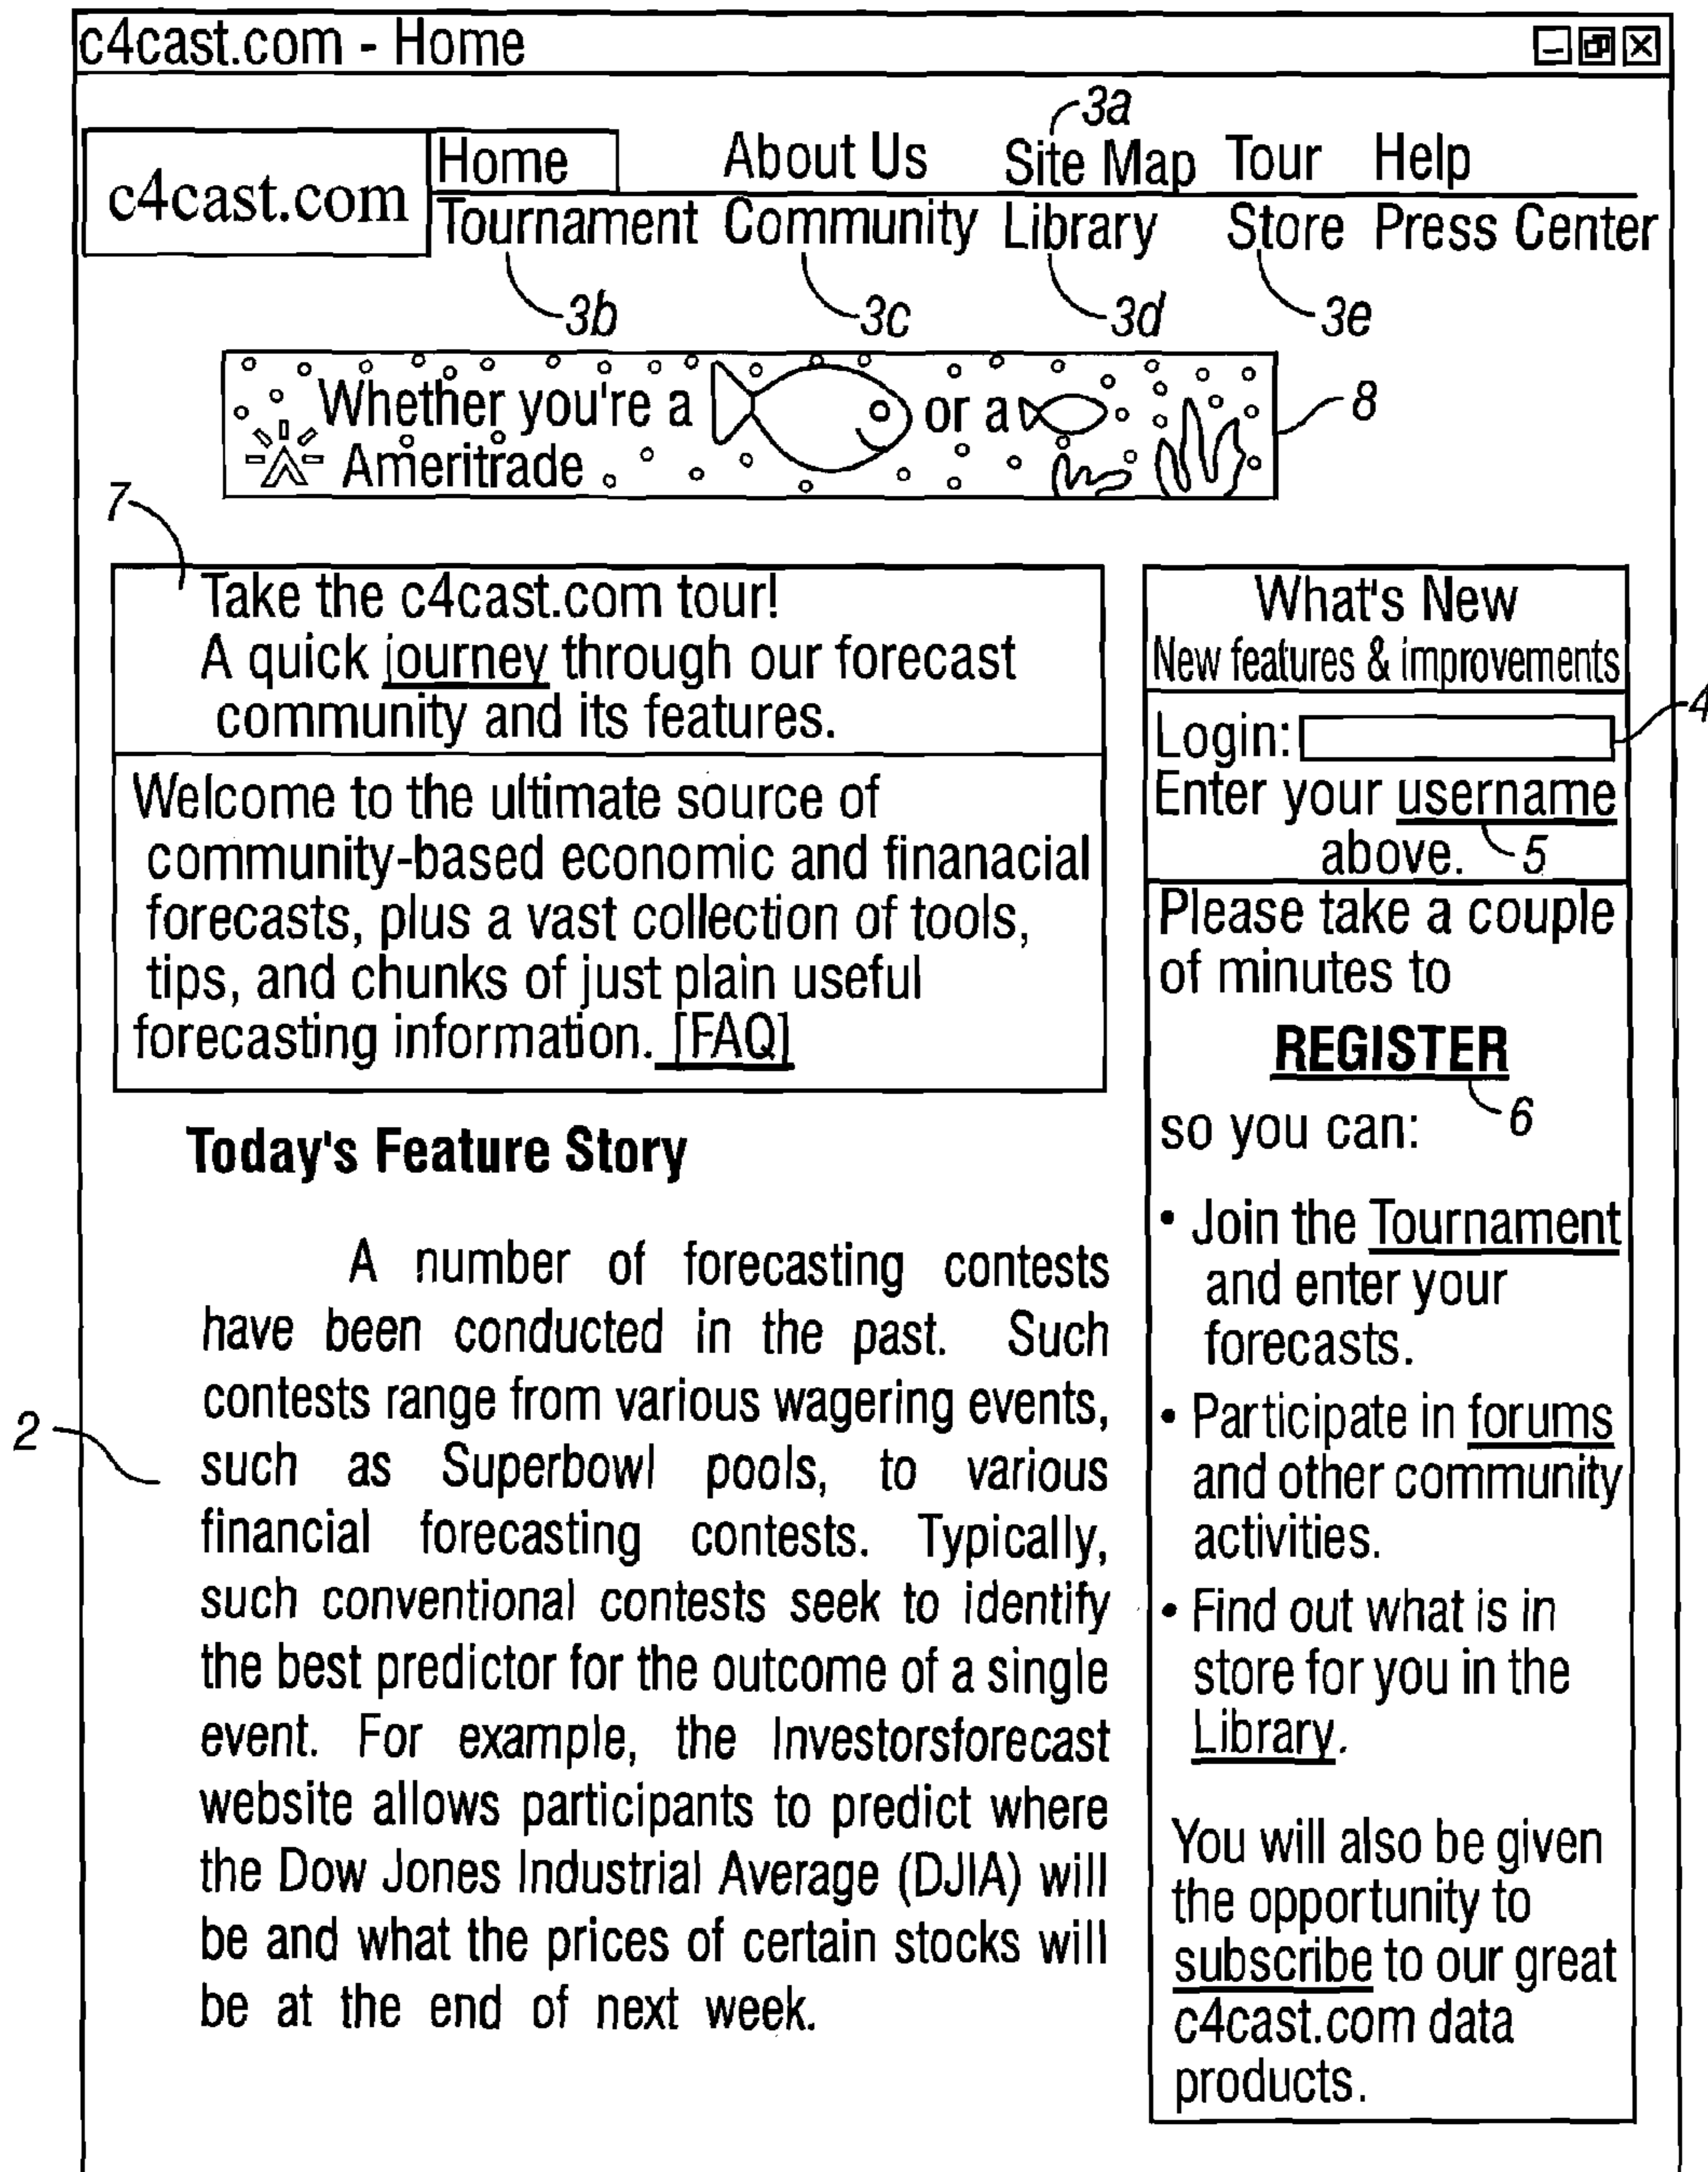 c4cast.com - Home
3a
c4cast.com
Home About Us Site Map Tour Help
Tournament Community Library Store Press Center
3b 3c 3d 3e
Whether you're a or a
Ameritrade
8
7
Take the c4cast.com tour!
A quick journey through our forecast
community and its features.
Welcome to the ultimate source of
community-based economic and finanacial
forecasts, plus a vast collection of tools,
tips, and chunks of just plain useful
forecasting information. [FAQ]
Today's Feature Story
A number of forecasting contests
have been conducted in the past. Such
contests range from various wagering events,
such as Superbowl pools, to various
financial forecasting contests. Typically,
such conventional contests seek to identify
the best predictor for the outcome of a single
event. For example, the Investorsforecast
website allows participants to predict where
the Dow Jones Industrial Average (DJIA) will
be and what the prices of certain stocks will
be at the end of next week.
2
What's New
New features & improvements
Login:
4
Enter your username
above.
5
Please take a couple
of minutes to
REGISTER
6
so you can:
• Join the Tournament
and enter your
forecasts.
• Participate in forums
and other community
activities.
• Find out what is in
store for you in the
Library.
You will also be given
the opportunity to
subscribe to our great
c4cast.com data
products.